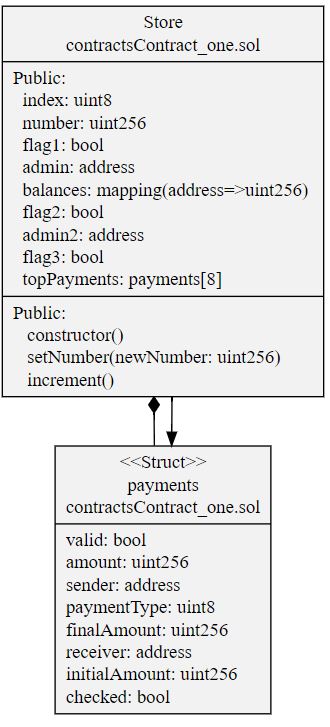 Store
contractsContract_one.sol
Public:
index: uint8
number: uint256
flag1: bool
admin: address
balances: mapping(address=>uint256)
flag2: bool
admin2: address
flag3: bool
topPayments: payments[8]
Public:
constructor()
setNumber(newNumber: uint256)
increment()
<<Struct>>
payments
contractsContract_one.sol
valid: bool
amount: uint256
sender: address
paymentType: uint8
finalAmount: uint256
receiver: address
initialAmount: uint256
checked: bool